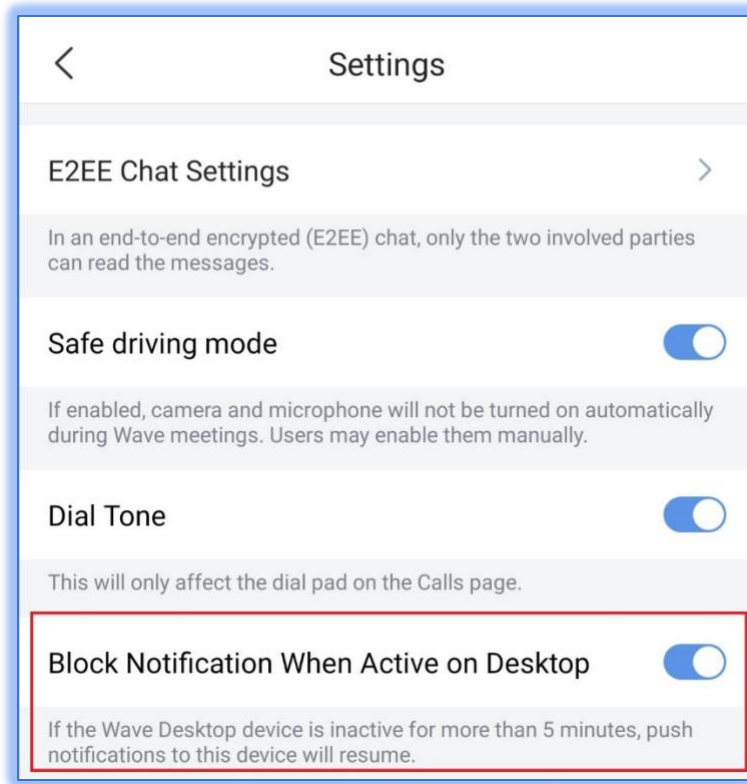 Settings
E2EE Chat Settings
In an end-to-end encrypted (E2EE) chat, only the two involved parties
can read the messages.
Safe driving mode
If enabled, camera and microphone will not be turned on automatically
during Wave meetings. Users may enable them manually.
Dial Tone
This will only affect the dial pad on the Calls page.
Block Notification When Active on Desktop
If the Wave Desktop device is inactive for more than 5 minutes, push
notifications to this device will resume.